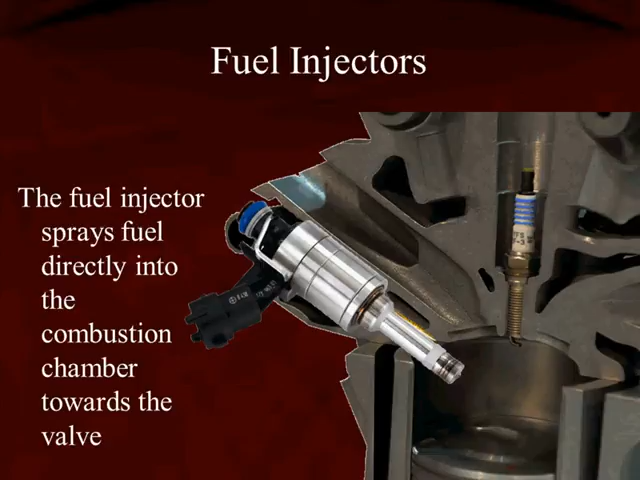 Fuel Injectors
The fuel injector
sprays fuel
directly into
the
combustion
chamber
towards the
valve